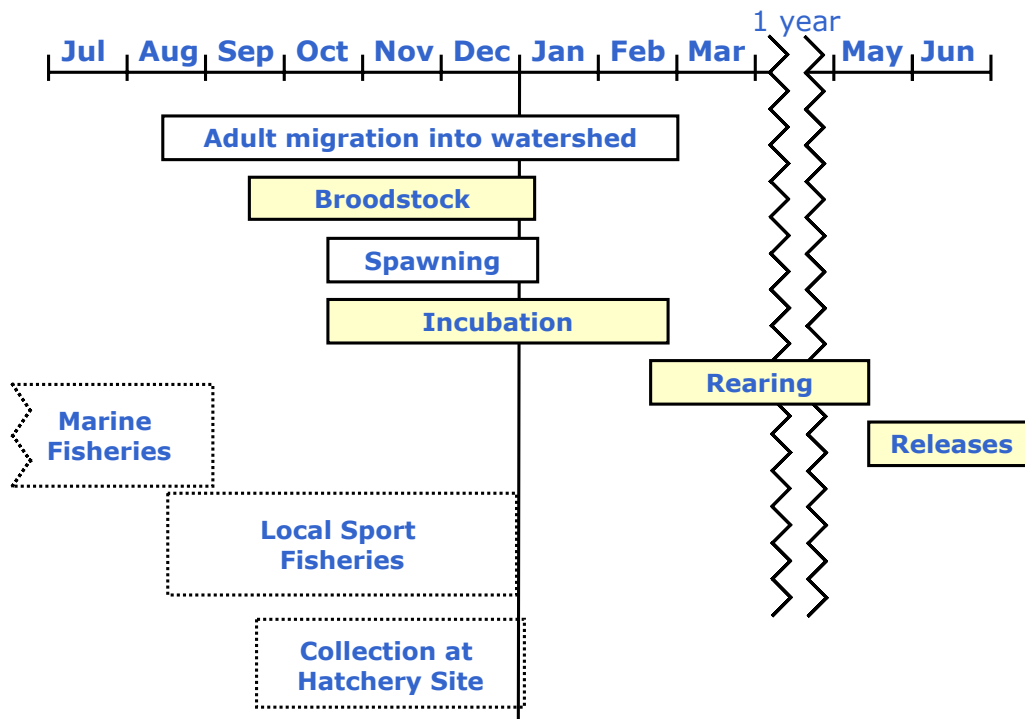 1 year
Jul Aug Sep Oct Nov Dec Jan Feb Mar May Jun
Adult migration into watershed
Broodstock
Spawning
Incubation
Rearing
Marine
Fisheries
Releases
Local Sport
Fisheries
Collection at
Hatchery Site